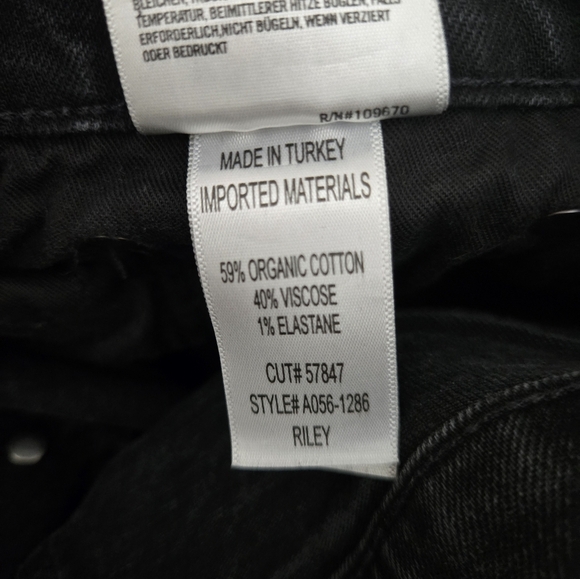 TEMPERATUR, BEIMITTLERER HITZE BÜGLER, FALLS
ERFORDERLICH,NICHT BÜGELN, WENN VERZIERT
ODER BEDRUCKT
R/N#109670
MADE IN TURKEY
IMPORTED MATERIALS
59% ORGANIC COTTON
40% VISCOSE
1% ELASTANE
CUT# 57847
STYLE# A056-1286
RILEY